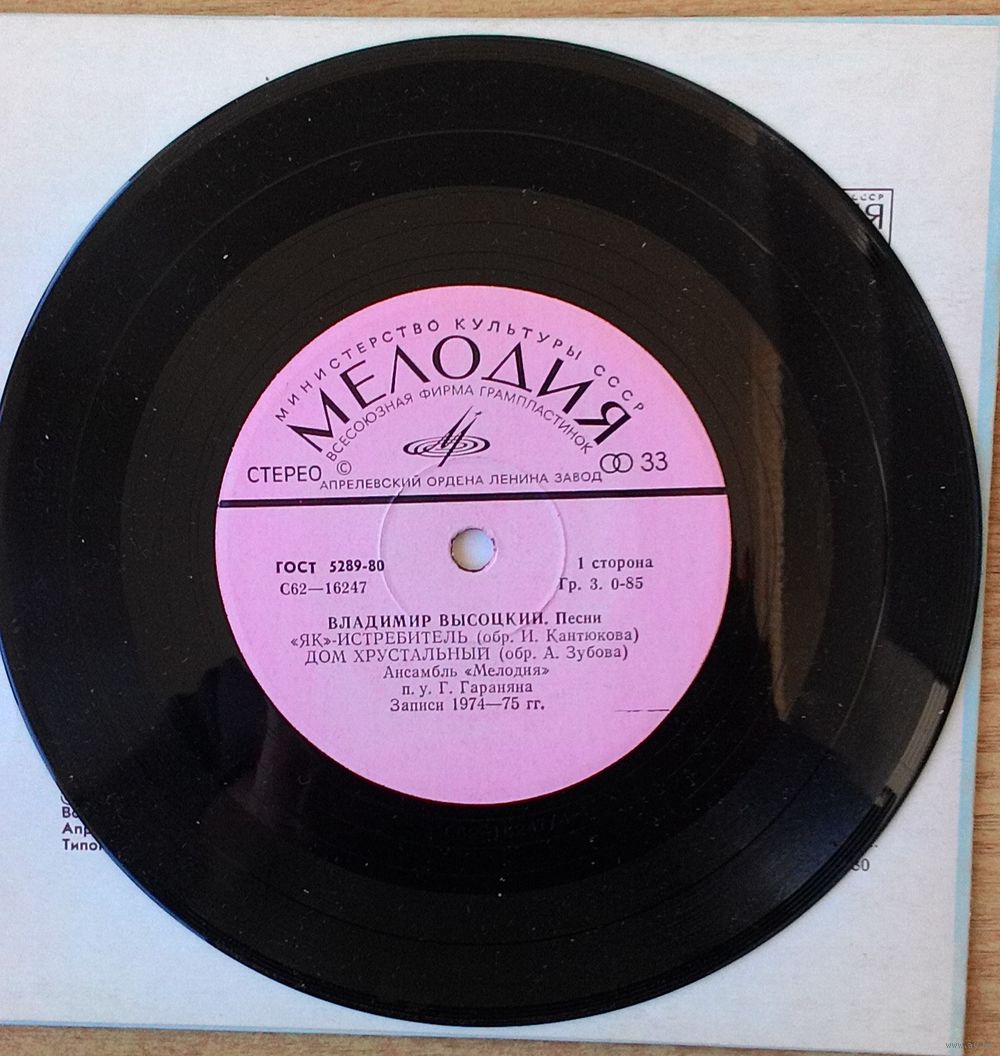 МИНИСТЕРСТВО КУЛЬТУРЫ СССР
МЕЛОДИЯ
ВСЕСОЮЗНАЯ ФИРМА ГРАМПЛАСТИНОК
СТЕРЕО © 33
АПРЕЛЕВСКИЙ ОРДЕНА ЛЕНИНА ЗАВОД
ГОСТ 5289-80 1 сторона
С62—16247 Гр. 3. 0-85
ВЛАДИМИР ВЫСОЦКИЙ. Песни
«ЯК»-ИСТРЕБИТЕЛЬ (обр. И. Кантюкова)
ДОМ ХРУСТАЛЬНЫЙ (обр. А. Зубова)
Ансамбль «Мелодия»
п. у. Г. Гараняна
Записи 1974—75 гг.